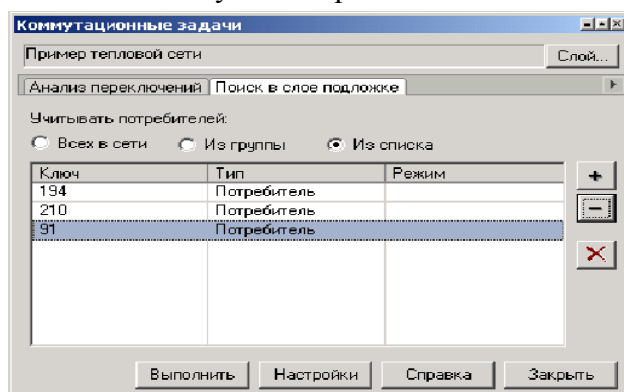 Коммутационные задачи
Пример тепловой сети Слой...
Анализ переключений Поиск в слое подложке
Учитывать потребителей:
Всех в сети Из группы Из списка
Ключ Тип Режим
194 Потребитель
210 Потребитель
91 Потребитель
Выполнить Настройки Справка Закрыть